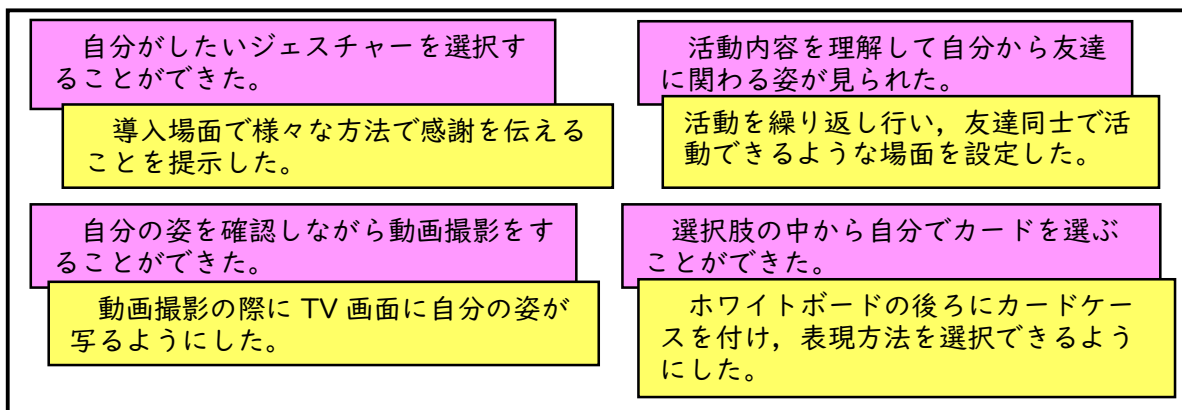 自分がしたいジェスチャーを選択す
ることができた。
導入場面で様々な方法で感謝を伝える
ことを提示した。
活動内容を理解して自分から友達
に関わる姿が見られた。
活動を繰り返し行い，友達同士で活
動できるような場面を設定した。
自分の姿を確認しながら動画撮影をす
ることができた。
動画撮影の際に TV 画面に自分の姿が
写るようにした。
選択肢の中から自分でカードを選ぶ
ことができた。
ホワイトボードの後ろにカードケー
スを付け，表現方法を選択できるよう
にした。